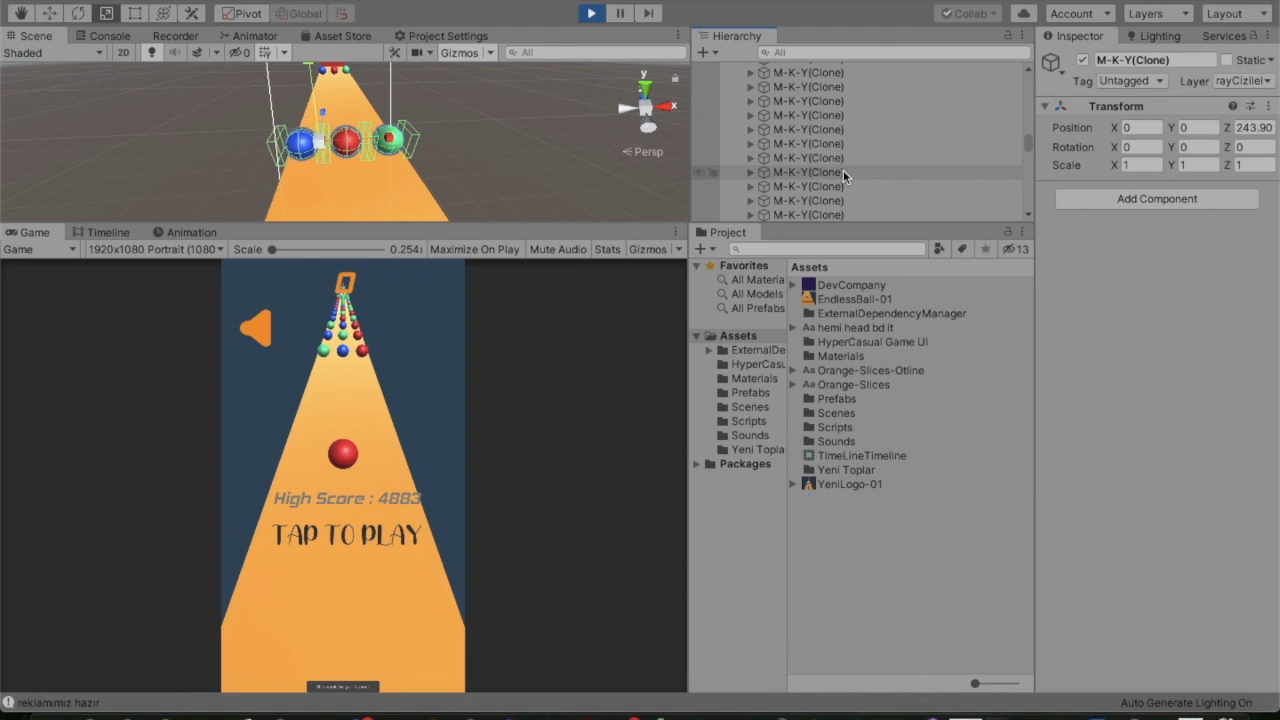 Pivot
Global
Collab
Account
Layers
Layout
Scene
Console
Recorder
Animator
Asset Store
Project Settings
Shaded
2D
0
Gizmos
All
y
x
Persp
Hierarchy
All
M-K-Y(Clone)
M-K-Y(Clone)
M-K-Y(Clone)
M-K-Y(Clone)
M-K-Y(Clone)
M-K-Y(Clone)
M-K-Y(Clone)
M-K-Y(Clone)
M-K-Y(Clone)
M-K-Y(Clone)
M-K-Y(Clone)
Inspector
Lighting
Services
M-K-Y(Clone)
Static
Tag Untagged Layer rayCizilel
Transform
Position X 0 Y 0 Z 243.90
Rotation X 0 Y 0 Z 0
Scale X 1 Y 1 Z 1
Add Component
Game
Timeline
Animation
Game
1920x1080 Portrait (1080
Scale
0.254
Maximize On Play
Mute Audio
Stats
Gizmos
0
High Score : 4883
TAP TO PLAY
Project
13
Favorites
All Materia
All Models
All Prefabs
Assets
ExternalDe
HyperCasu
Materials
Prefabs
Scenes
Scripts
Sounds
Yeni Topla
Packages
Assets
DevCompany
EndlessBall-01
ExternalDependencyManager
hemi head bd it
HyperCasual Game UI
Materials
Orange-Slices-Otline
Orange-Slices
Prefabs
Scenes
Scripts
Sounds
TimeLineTimeline
Yeni Toplar
YeniLogo-01
reklamımız hazır
Auto Generate Lighting On